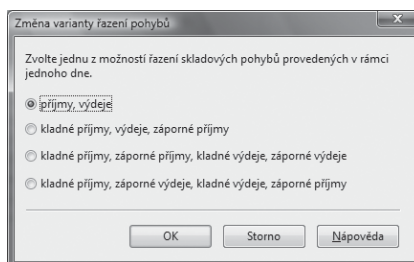 Změna varianty řazení pohybů
Zvolte jednu z možností řazení skladových pohybů provedených v rámci
jednoho dne.
příjmy, výdeje
kladné příjmy, výdeje, záporné příjmy
kladné příjmy, záporné příjmy, kladné výdeje, záporné výdeje
kladné příjmy, záporné výdeje, kladné výdeje, záporné příjmy
OK Storno Nápověda